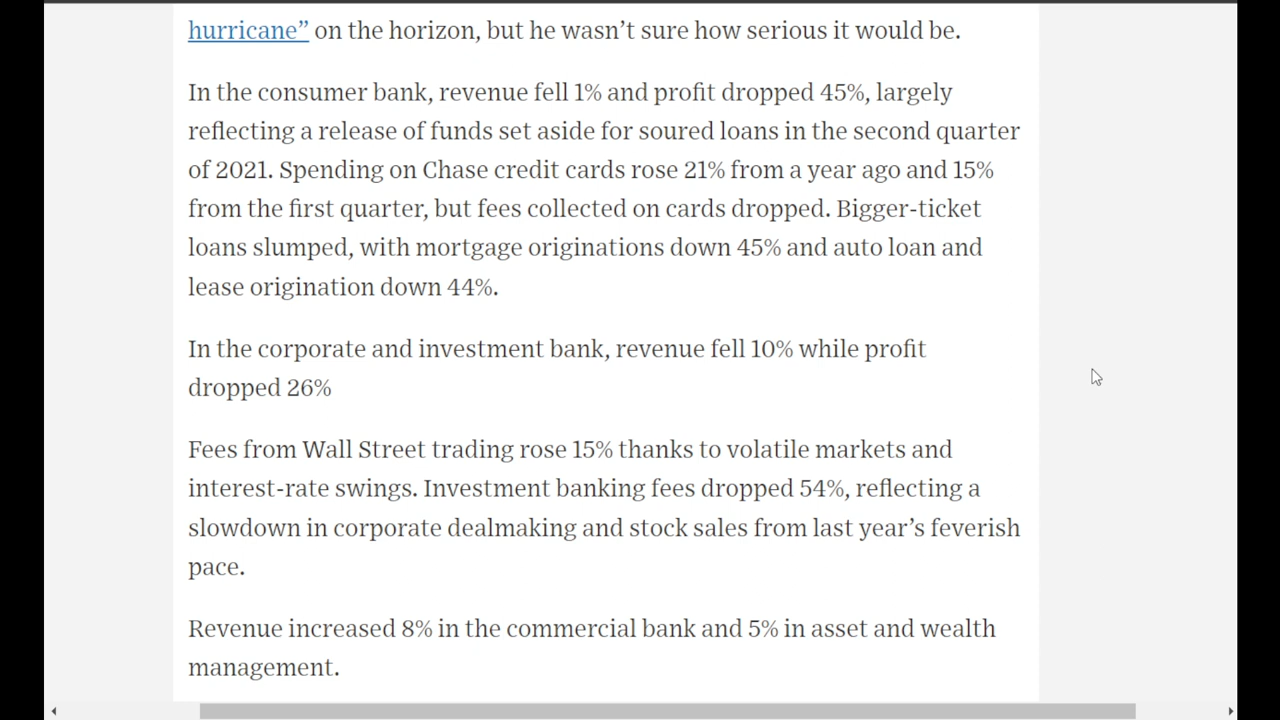 hurricane” on the horizon, but he wasn’t sure how serious it would be.
In the consumer bank, revenue fell 1% and profit dropped 45%, largely
reflecting a release of funds set aside for soured loans in the second quarter
of 2021. Spending on Chase credit cards rose 21% from a year ago and 15%
from the first quarter, but fees collected on cards dropped. Bigger-ticket
loans slumped, with mortgage originations down 45% and auto loan and
lease origination down 44%.
In the corporate and investment bank, revenue fell 10% while profit
dropped 26%
Fees from Wall Street trading rose 15% thanks to volatile markets and
interest-rate swings. Investment banking fees dropped 54%, reflecting a
slowdown in corporate dealmaking and stock sales from last year’s feverish
pace.
Revenue increased 8% in the commercial bank and 5% in asset and wealth
management.